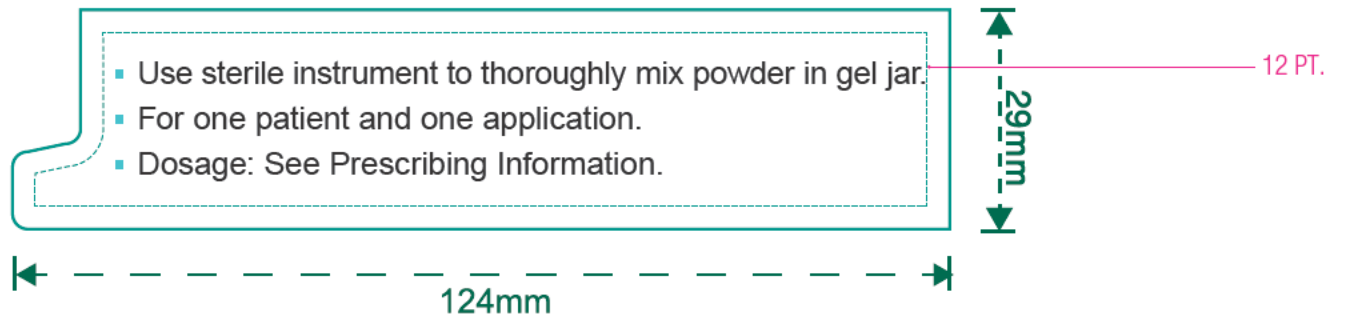 ▪ Use sterile instrument to thoroughly mix powder in gel jar.
▪ For one patient and one application.
▪ Dosage: See Prescribing Information.
12 PT.
29mm
124mm